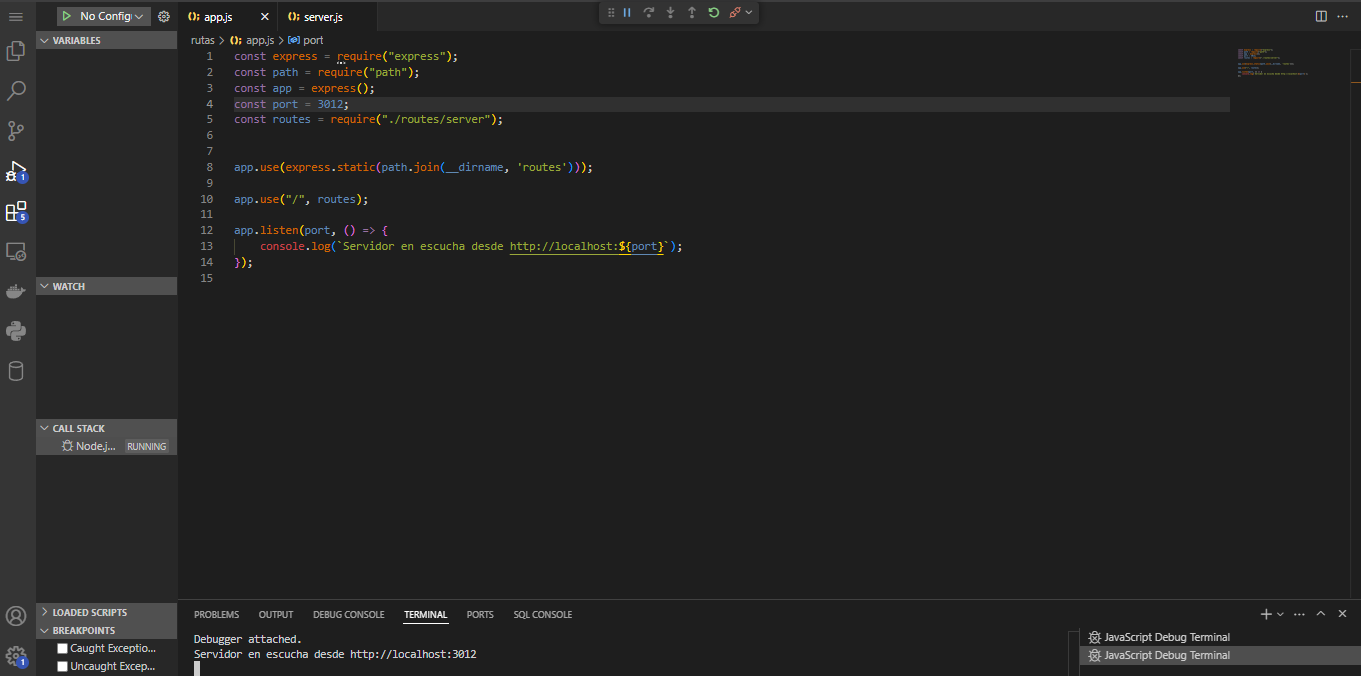 No Config
app.js
server.js
VARIABLES
rutas > app.js > port
1 const express = require("express");
2 const path = require("path");
3 const app = express();
4 const port = 3012;
5 const routes = require("./routes/server");
6
7
8 app.use(express.static(path.join(__dirname, 'routes')));
9
10 app.use("/", routes);
11
12 app.listen(port, () => {
13 console.log(`Servidor en escucha desde http://localhost:${port}`);
14 });
15
1
5
WATCH
CALL STACK
Node.j... RUNNING
LOADED SCRIPTS
BREAKPOINTS
Caught Exceptio...
Uncaught Excep...
1
PROBLEMS OUTPUT DEBUG CONSOLE TERMINAL PORTS SQL CONSOLE
Debugger attached.
Servidor en escucha desde http://localhost:3012
JavaScript Debug Terminal
JavaScript Debug Terminal